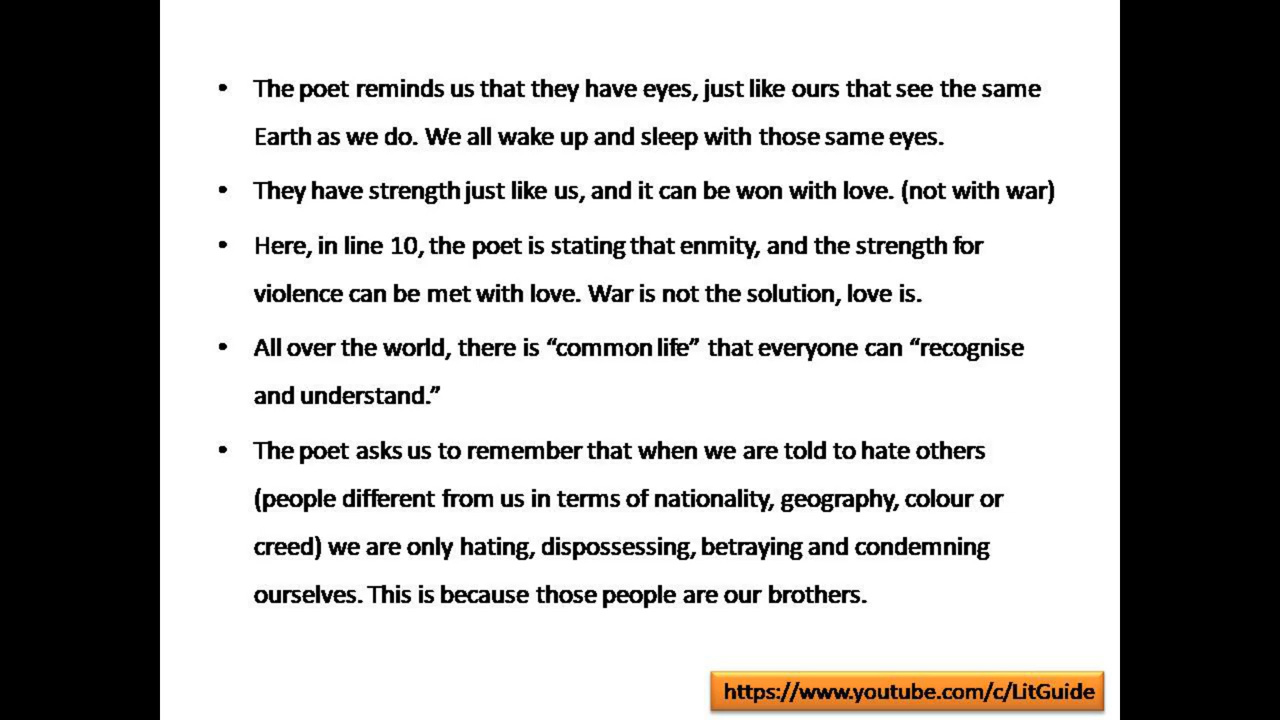 • The poet reminds us that they have eyes, just like ours that see the same
Earth as we do. We all wake up and sleep with those same eyes.
• They have strength just like us, and it can be won with love. (not with war)
• Here, in line 10, the poet is stating that enmity, and the strength for
violence can be met with love. War is not the solution, love is.
• All over the world, there is “common life” that everyone can “recognise
and understand.”
• The poet asks us to remember that when we are told to hate others
(people different from us in terms of nationality, geography, colour or
creed) we are only hating, dispossessing, betraying and condemning
ourselves. This is because those people are our brothers.
https://www.youtube.com/c/LitGuide